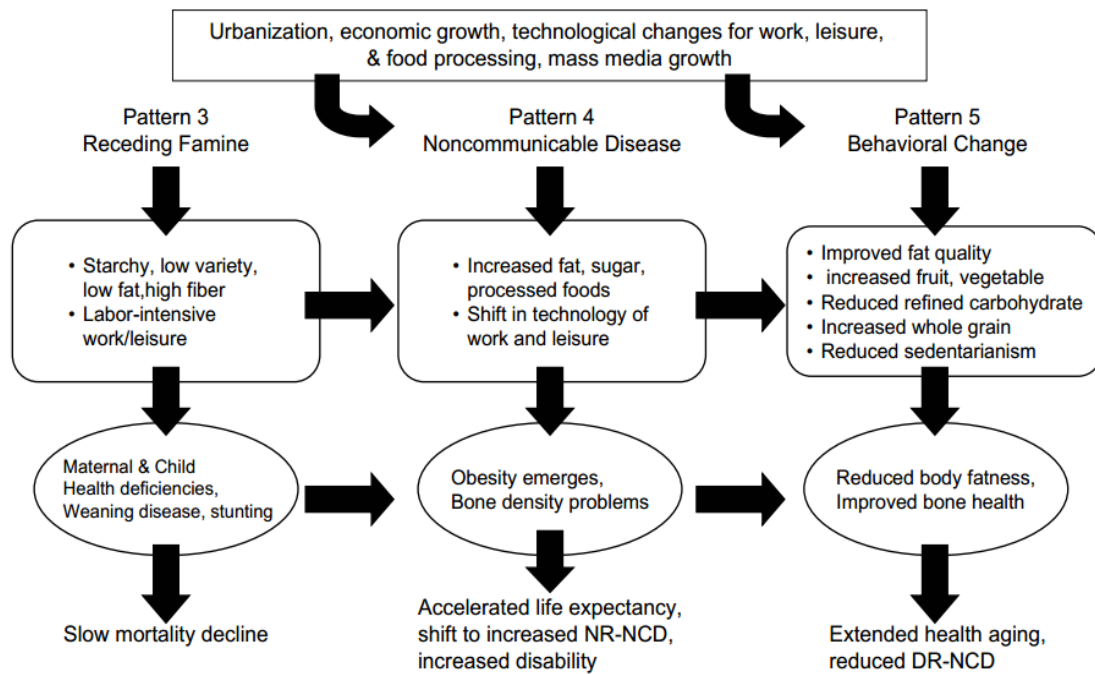 Urbanization, economic growth, technological changes for work, leisure,
& food processing, mass media growth
Pattern 3
Receding Famine
Pattern 4
Noncommunicable Disease
Pattern 5
Behavioral Change
• Starchy, low variety,
low fat,high fiber
• Labor-intensive
work/leisure
• Increased fat, sugar,
processed foods
• Shift in technology of
work and leisure
• Improved fat quality
• increased fruit, vegetable
• Reduced refined carbohydrate
• Increased whole grain
• Reduced sedentarianism
Maternal & Child
Health deficiencies,
Weaning disease, stunting
Obesity emerges,
Bone density problems
Reduced body fatness,
Improved bone health
Slow mortality decline
Accelerated life expectancy,
shift to increased NR-NCD,
increased disability
Extended health aging,
reduced DR-NCD